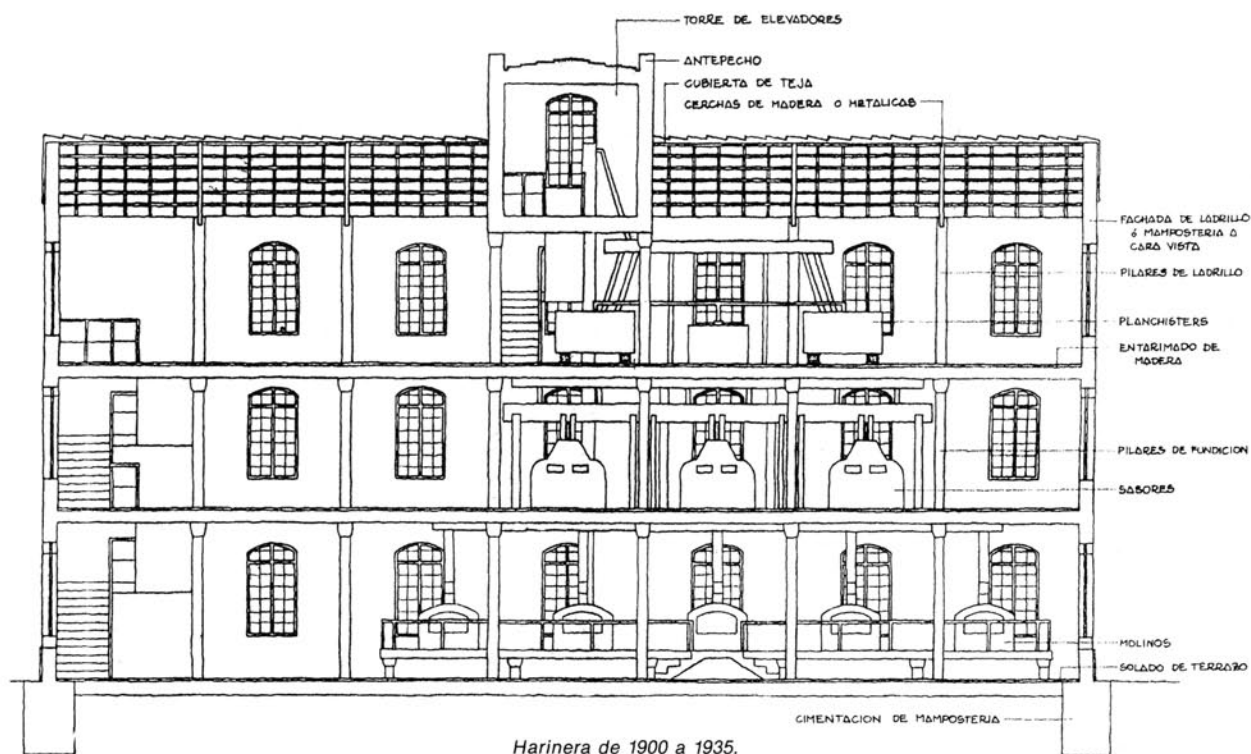 TORRE DE ELEVADORES
ANTEPECHO
CUBIERTA DE TEJA
CERCHAS DE MADERA O METALICAS
FACHADA DE LADRILLO
ó MAMPOSTERIA A
CARA VISTA
PILARES DE LADRILLO
PLANCHISTERS
ENTARIMADO DE
MADERA
PILARES DE FUNDICION
SASORES
MOLINOS
SOLADO DE TERRAZO
CIMENTACION DE MAMPOSTERIA
Harinera de 1900 a 1935.